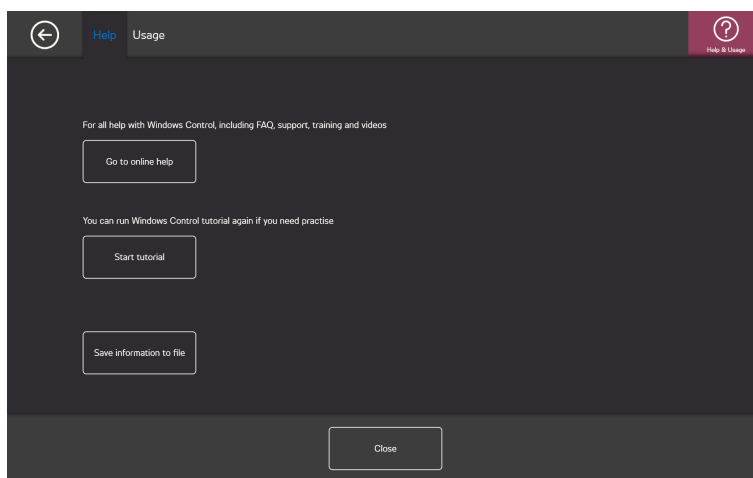 Help Usage
Help & Usage
For all help with Windows Control, including FAQ, support, training and videos
Go to online help
You can run Windows Control tutorial again if you need practise
Start tutorial
Save information to file
Close